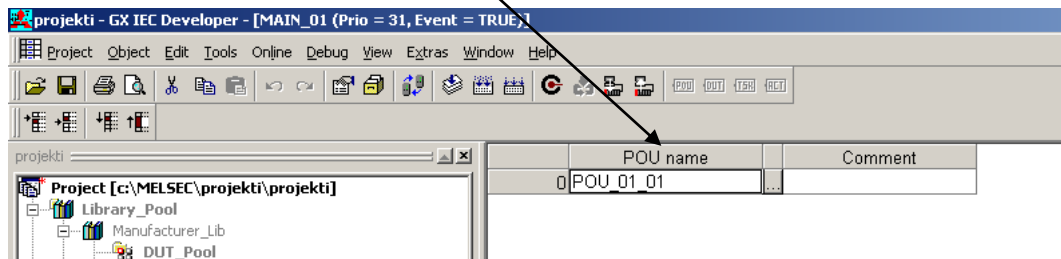 projekti - GX IEC Developer - [MAIN_01 (Prio = 31, Event = TRUE)]
Project Object Edit Tools Online Debug View Extras Window Help
POU DUT TSK ACT
projekti
POU name Comment
Project [c:\MELSEC\projekti\projekti]
0 POU_01_01 ...
Library_Pool
Manufacturer_Lib
DUT_Pool